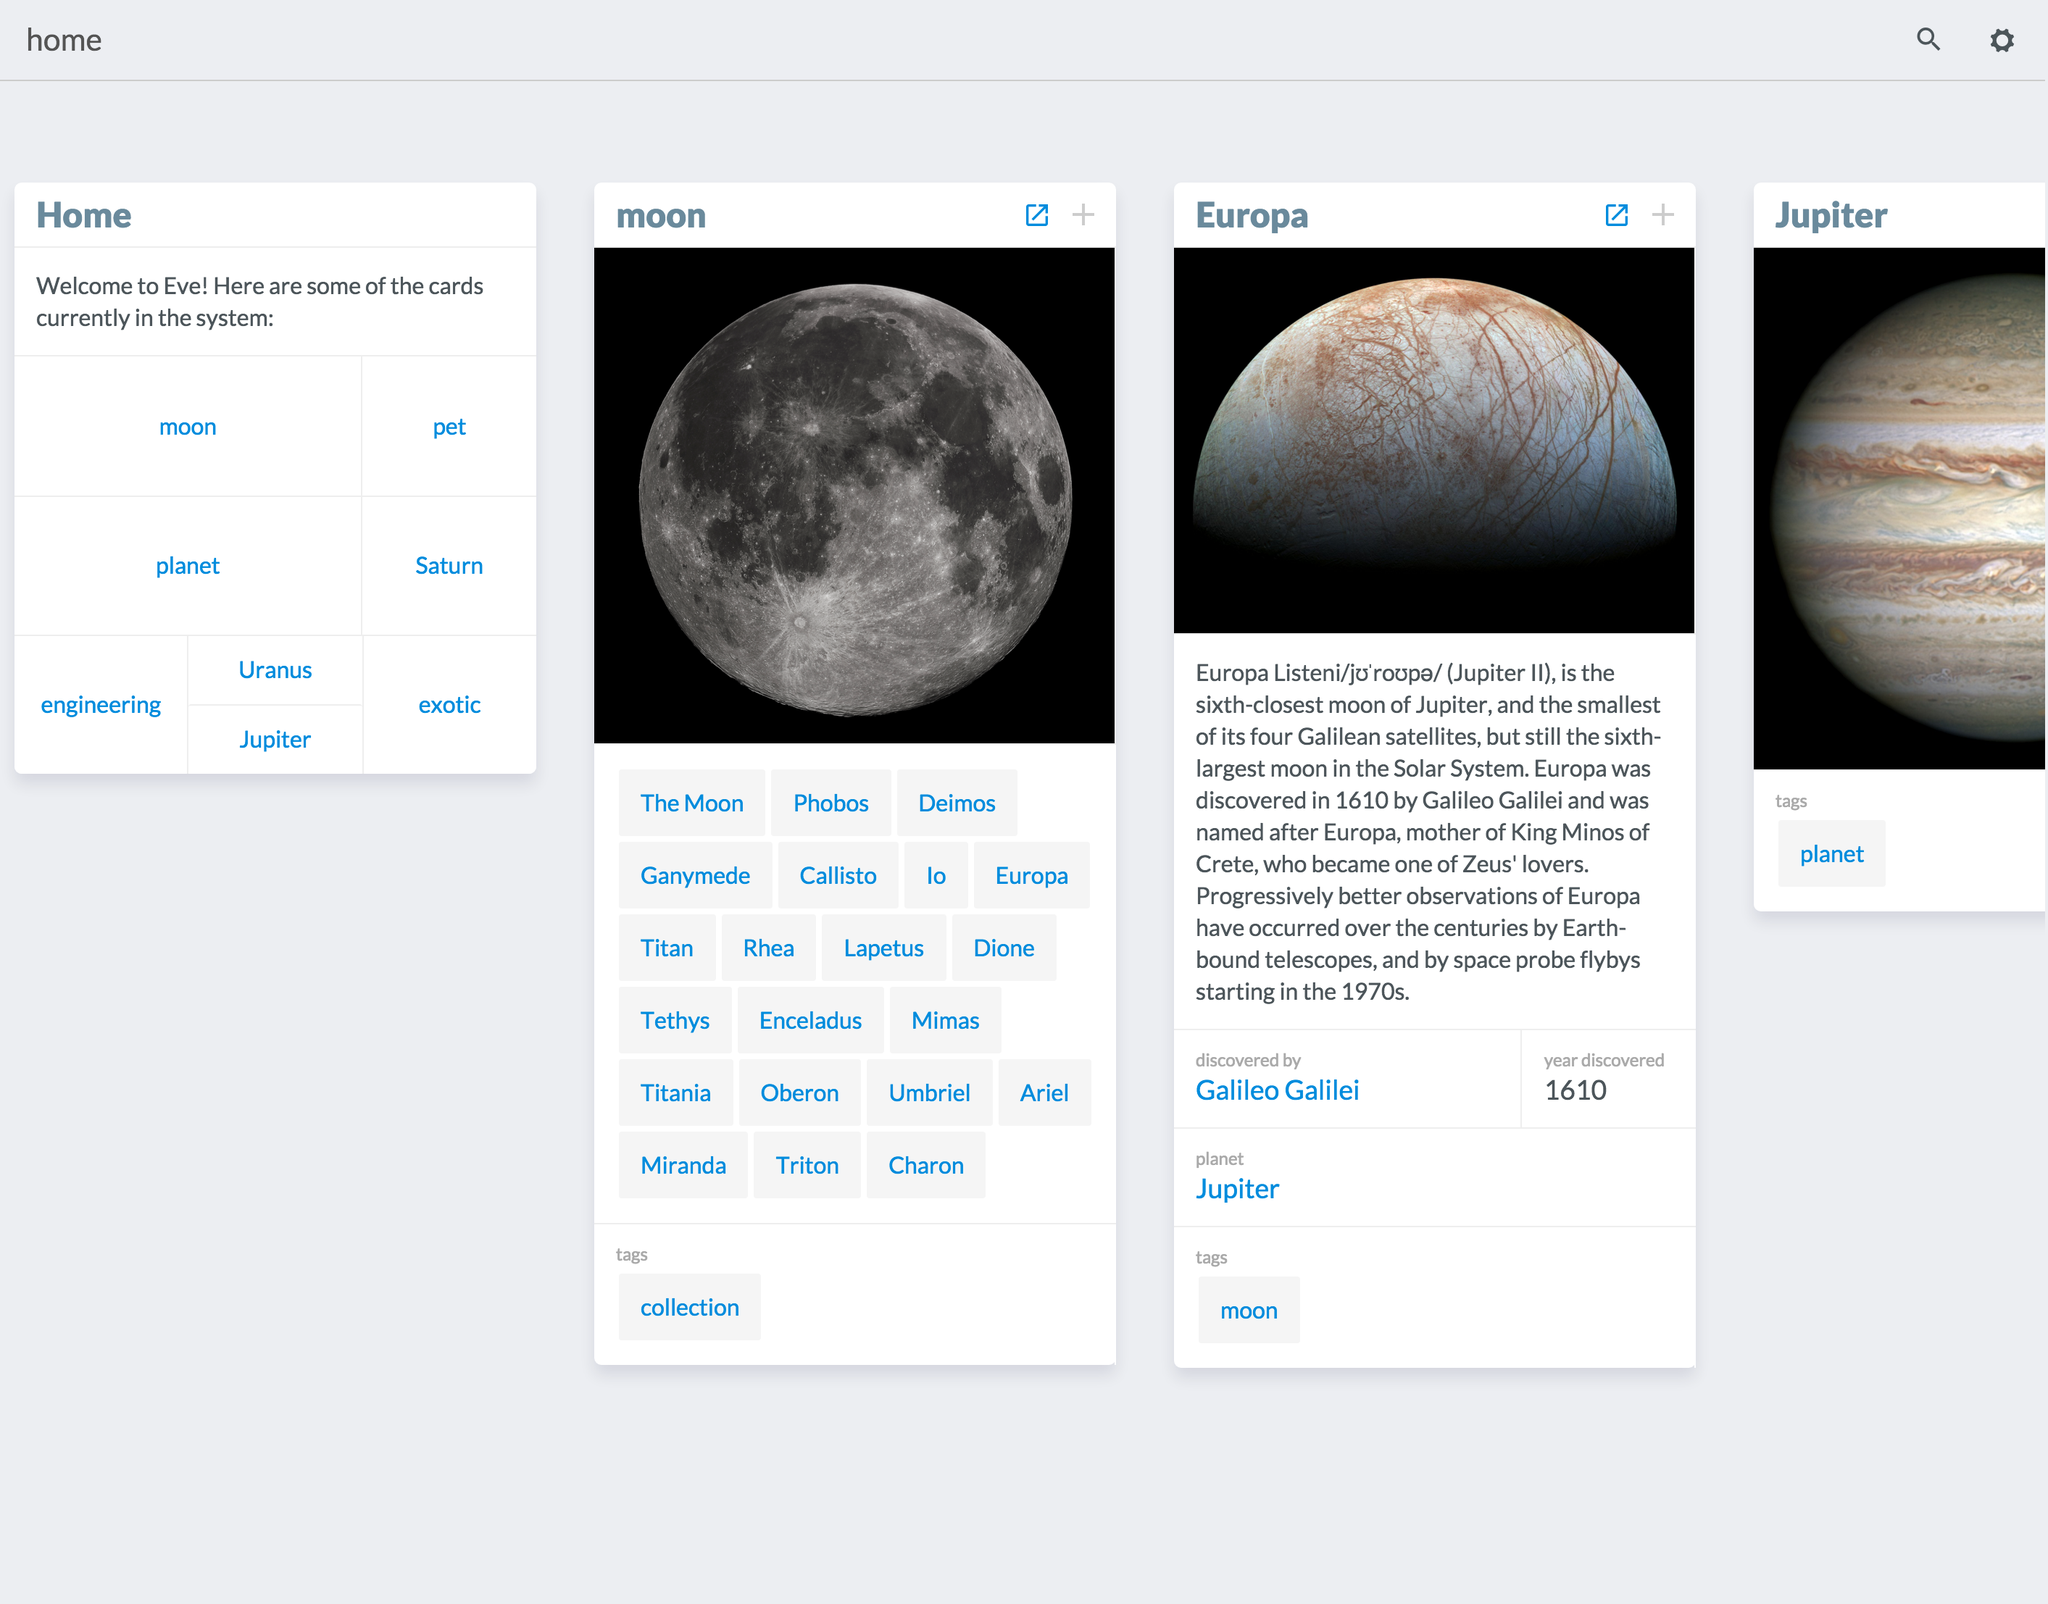 home
Home
Welcome to Eve! Here are some of the cards
currently in the system:
moon
pet
planet
Saturn
engineering
Uranus
Jupiter
exotic
moon
The Moon
Phobos
Deimos
Ganymede
Callisto
Io
Europa
Titan
Rhea
Lapetus
Dione
Tethys
Enceladus
Mimas
Titania
Oberon
Umbriel
Ariel
Miranda
Triton
Charon
tags
collection
Europa
Europa Listeni/jʊˈroʊpə/ (Jupiter II), is the
sixth-closest moon of Jupiter, and the smallest
of its four Galilean satellites, but still the sixth-
largest moon in the Solar System. Europa was
discovered in 1610 by Galileo Galilei and was
named after Europa, mother of King Minos of
Crete, who became one of Zeus' lovers.
Progressively better observations of Europa
have occurred over the centuries by Earth-
bound telescopes, and by space probe flybys
starting in the 1970s.
discovered by
Galileo Galilei
year discovered
1610
planet
Jupiter
tags
moon
Jupiter
tags
planet